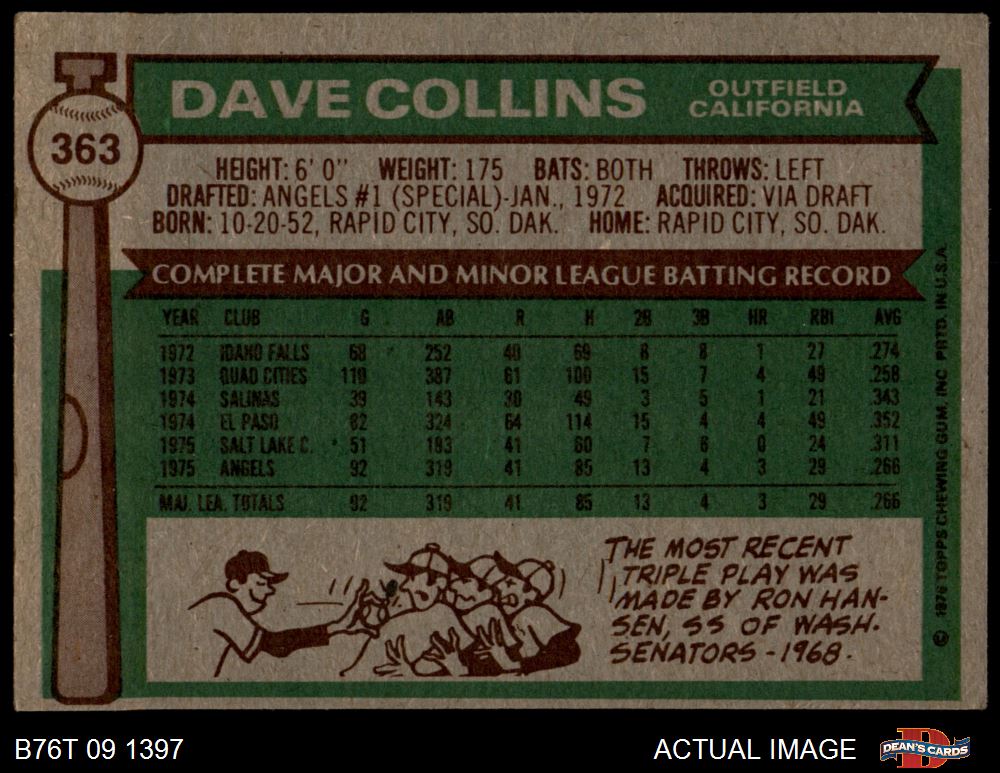 363
DAVE COLLINS
OUTFIELD
CALIFORNIA
HEIGHT: 6' 0" WEIGHT: 175 BATS: BOTH THROWS: LEFT
DRAFTED: ANGELS #1 (SPECIAL)-JAN., 1972 ACQUIRED: VIA DRAFT
BORN: 10-20-52, RAPID CITY, SO. DAK. HOME: RAPID CITY, SO. DAK.
COMPLETE MAJOR AND MINOR LEAGUE BATTING RECORD
YEAR CLUB G AB R H 2B 3B HR RBI AVG
1972 IDAHO FALLS 68 252 40 69 8 8 1 27 .274
1973 QUAD CITIES 119 387 61 100 15 7 4 49 .258
1974 SALINAS 39 143 30 49 3 5 1 21 .343
1974 EL PASO 82 324 64 114 15 4 4 49 .352
1975 SALT LAKE C. 51 193 41 60 7 6 0 24 .311
1975 ANGELS 92 319 41 85 13 4 3 29 .266
MAJ. LEA. TOTALS 92 319 41 85 13 4 3 29 .266
THE MOST RECENT
TRIPLE PLAY WAS
MADE BY RON HAN-
SEN, SS OF WASH.
SENATORS - 1968.
© 1976 TOPPS CHEWING GUM, INC PRTD. IN U.S.A.
B76T 09 1397
ACTUAL IMAGE
DEAN'S CARDS